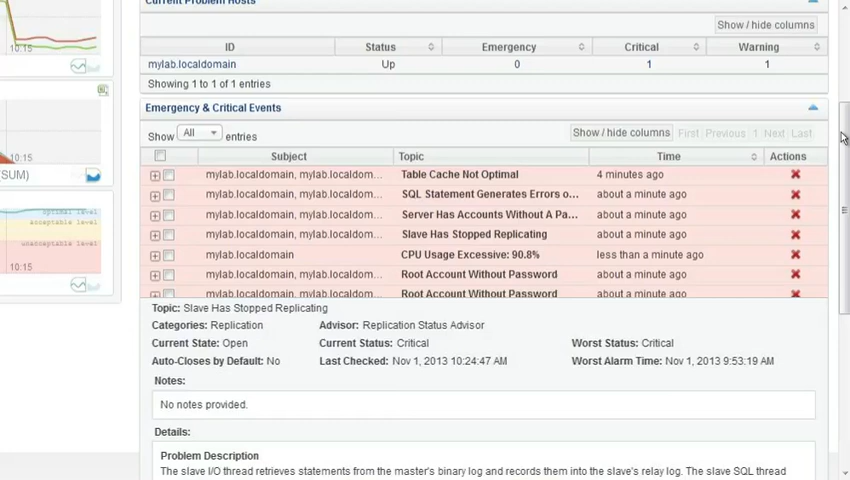 Current Problem Hosts
Show / hide columns
ID Status Emergency Critical Warning
mylab.localdomain Up 0 1 1
Showing 1 to 1 of 1 entries
Emergency & Critical Events
Show All entries Show / hide columns First Previous 1 Next Last
Subject Topic Time Actions
mylab.localdomain, mylab.localdom... Table Cache Not Optimal 4 minutes ago
mylab.localdomain, mylab.localdom... SQL Statement Generates Errors o... about a minute ago
mylab.localdomain, mylab.localdom... Server Has Accounts Without A Pa... about a minute ago
mylab.localdomain, mylab.localdom... Slave Has Stopped Replicating about a minute ago
mylab.localdomain CPU Usage Excessive: 90.8% less than a minute ago
mylab.localdomain, mylab.localdom... Root Account Without Password about a minute ago
mylab.localdomain, mylab.localdom... Root Account Without Password about a minute ago
Topic: Slave Has Stopped Replicating
Categories: Replication Advisor: Replication Status Advisor
Current State: Open Current Status: Critical Worst Status: Critical
Auto-Closes by Default: No Last Checked: Nov 1, 2013 10:24:47 AM Worst Alarm Time: Nov 1, 2013 9:53:19 AM
Notes:
No notes provided.
Details:
Problem Description
The slave I/O thread retrieves statements from the master's binary log and records them into the slave's relay log. The slave SQL thread
10:15
10:15
(SUM)
optimal level
acceptable level
unacceptable level
10:15